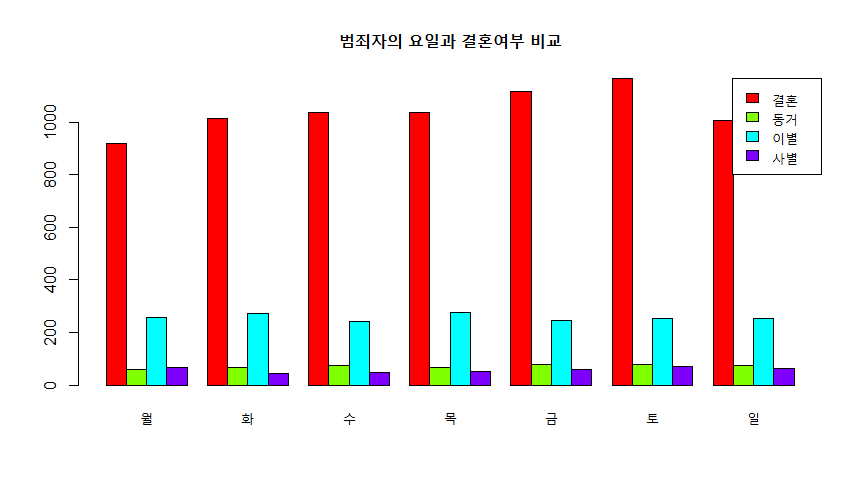 범죄자의 요일과 결혼여부 비교
결혼
동거
이별
사별
1000
800
600
400
200
0
월 화 수 목 금 토 일